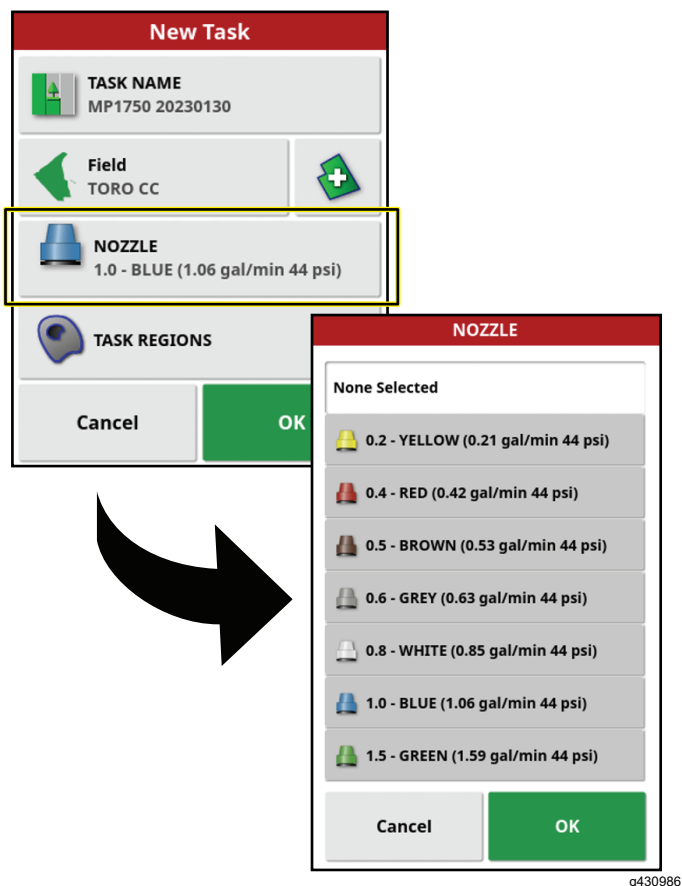 New Task
TASK NAME
MP1750 20230130
Field
TORO CC
NOZZLE
1.0 - BLUE (1.06 gal/min 44 psi)
TASK REGIONS
Cancel
OK
NOZZLE
None Selected
0.2 - YELLOW (0.21 gal/min 44 psi)
0.4 - RED (0.42 gal/min 44 psi)
0.5 - BROWN (0.53 gal/min 44 psi)
0.6 - GREY (0.63 gal/min 44 psi)
0.8 - WHITE (0.85 gal/min 44 psi)
1.0 - BLUE (1.06 gal/min 44 psi)
1.5 - GREEN (1.59 gal/min 44 psi)
Cancel
OK
g430986